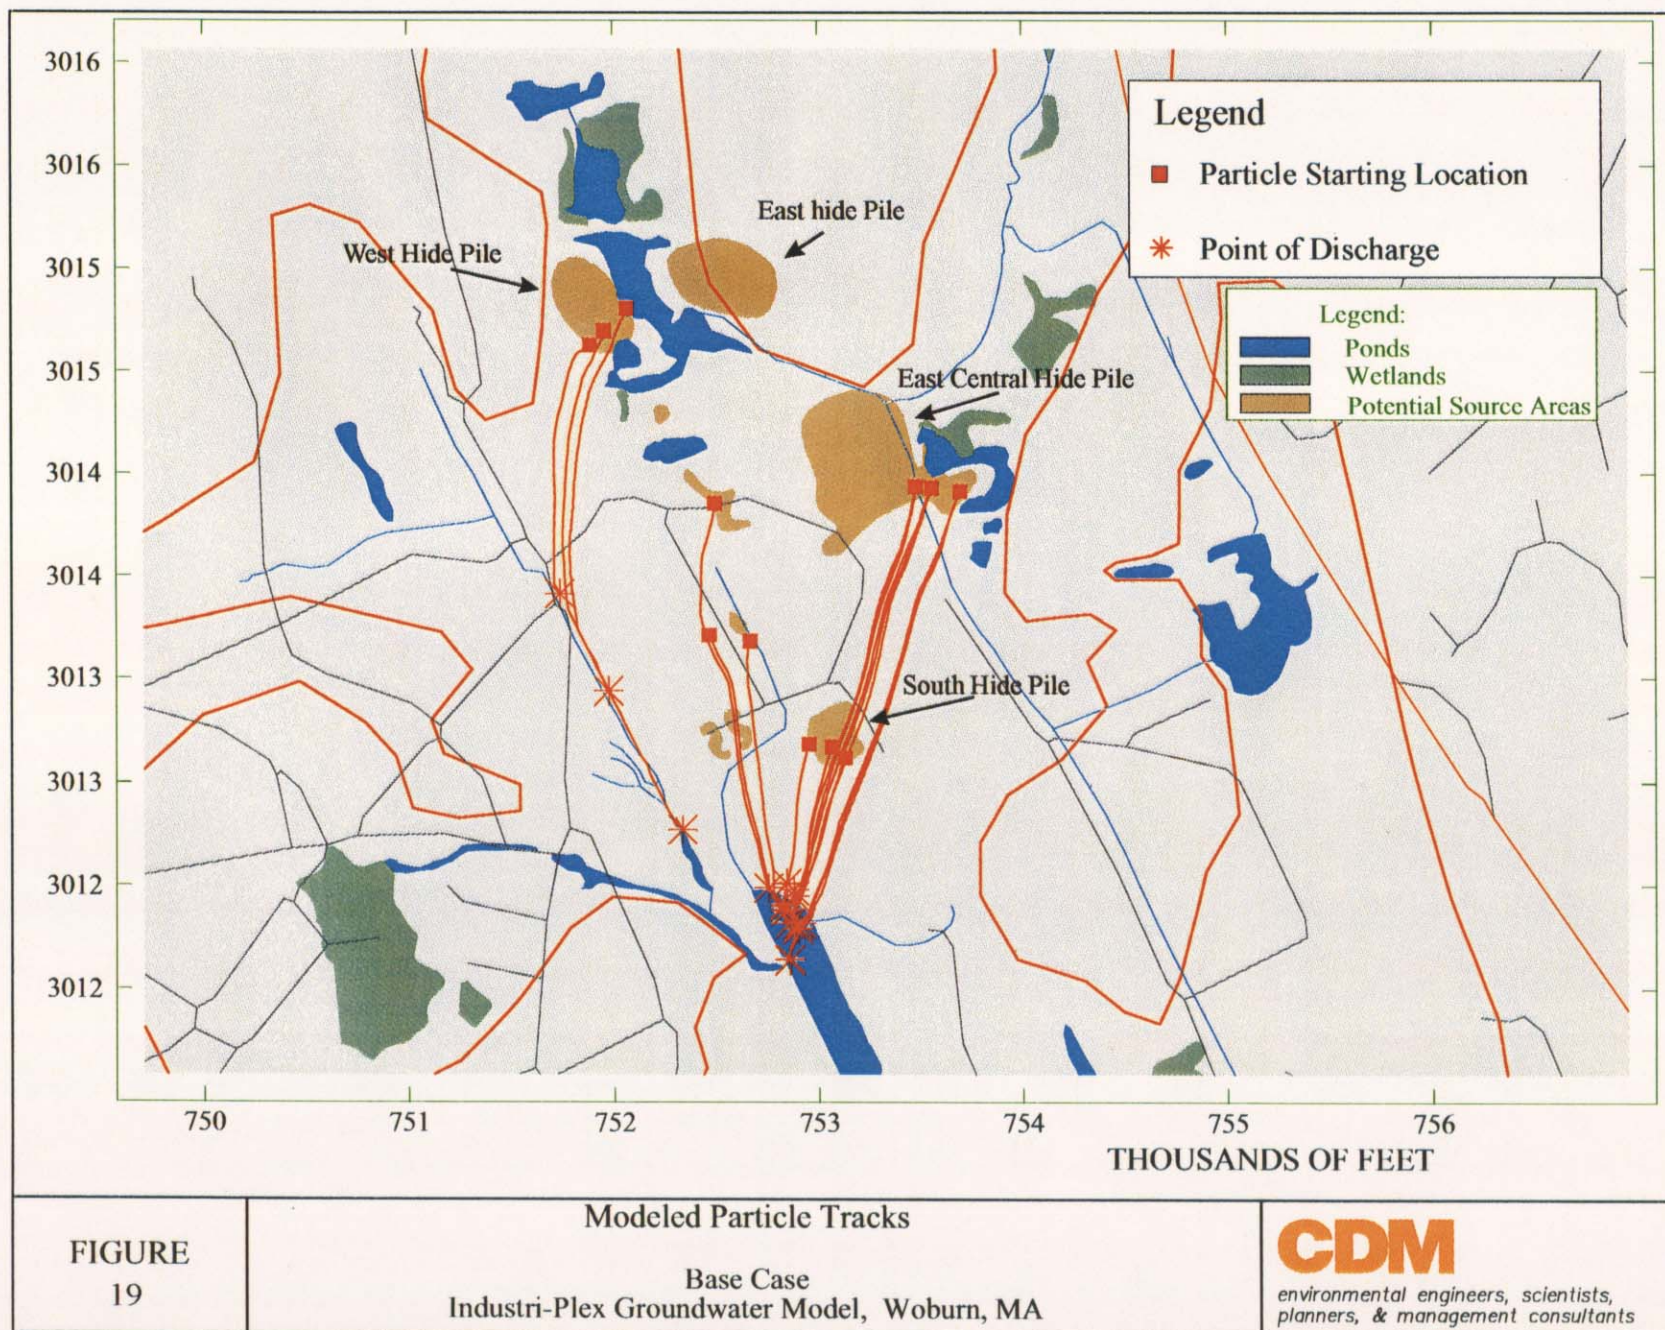 3016
3016
3015
3015
3014
3014
3013
3013
3012
3012
750
751
752
753
754
755
756
THOUSANDS OF FEET
West Hide Pile
East hide Pile
East Central Hide Pile
South Hide Pile
Legend
Particle Starting Location
Point of Discharge
Legend:
Ponds
Wetlands
Potential Source Areas
FIGURE
19
Modeled Particle Tracks
Base Case
Industri-Plex Groundwater Model, Woburn, MA
CDM
environmental engineers, scientists,
planners, & management consultants